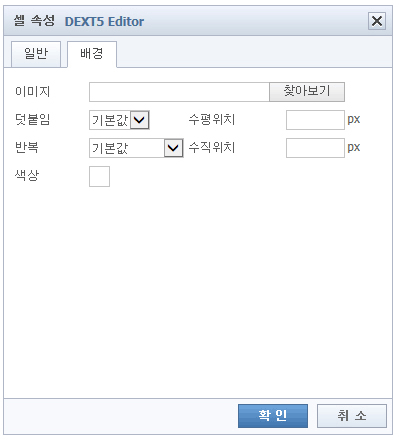 셀 속성 DEXT5 Editor
일반 배경
이미지 찾아보기
덧붙임 기본값 수평위치 px
반복 기본값 수직위치 px
색상
확 인 취 소